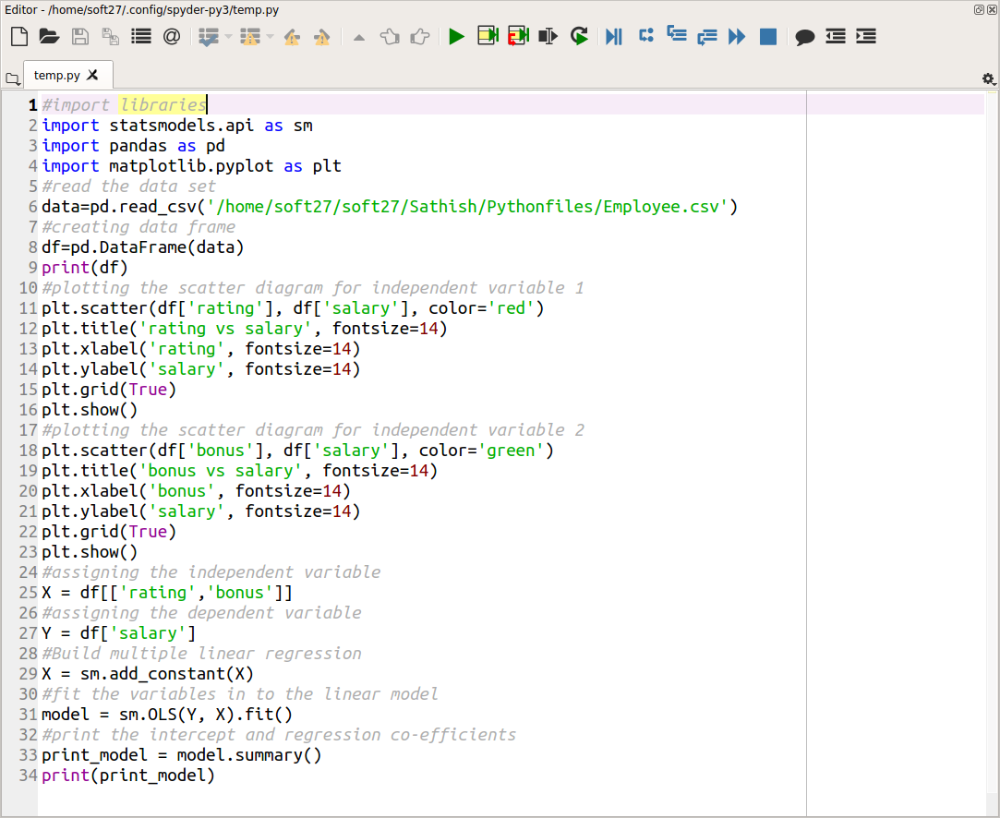 Editor - /home/soft27/.config/spyder-py3/temp.py
temp.py
1 #import libraries
2 import statsmodels.api as sm
3 import pandas as pd
4 import matplotlib.pyplot as plt
5 #read the data set
6 data=pd.read_csv('/home/soft27/soft27/Sathish/Pythonfiles/Employee.csv')
7 #creating data frame
8 df=pd.DataFrame(data)
9 print(df)
10 #plotting the scatter diagram for independent variable 1
11 plt.scatter(df['rating'], df['salary'], color='red')
12 plt.title('rating vs salary', fontsize=14)
13 plt.xlabel('rating', fontsize=14)
14 plt.ylabel('salary', fontsize=14)
15 plt.grid(True)
16 plt.show()
17 #plotting the scatter diagram for independent variable 2
18 plt.scatter(df['bonus'], df['salary'], color='green')
19 plt.title('bonus vs salary', fontsize=14)
20 plt.xlabel('bonus', fontsize=14)
21 plt.ylabel('salary', fontsize=14)
22 plt.grid(True)
23 plt.show()
24 #assigning the independent variable
25 X = df[['rating','bonus']]
26 #assigning the dependent variable
27 Y = df['salary']
28 #Build multiple linear regression
29 X = sm.add_constant(X)
30 #fit the variables in to the linear model
31 model = sm.OLS(Y, X).fit()
32 #print the intercept and regression co-efficients
33 print_model = model.summary()
34 print(print_model)